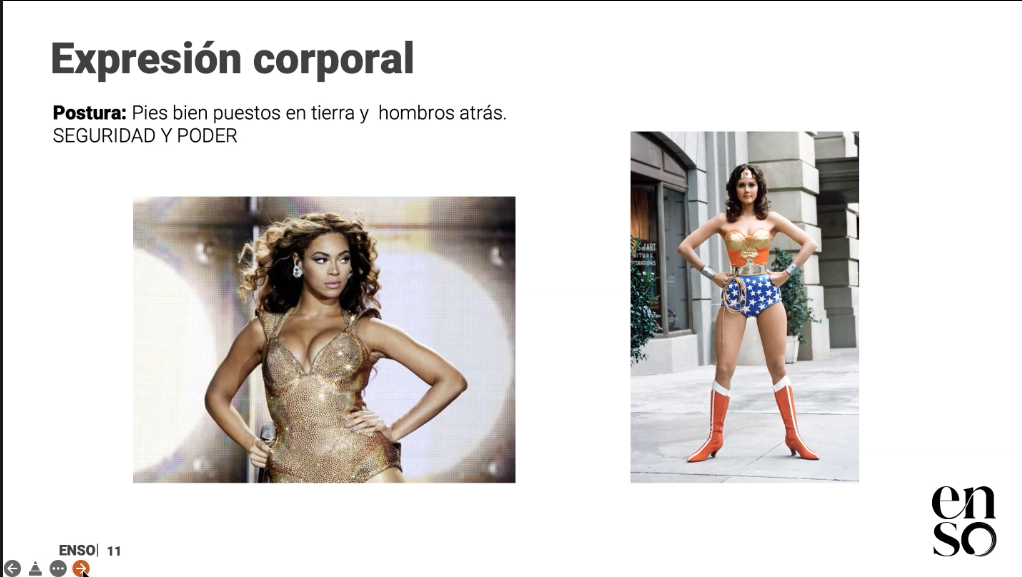 Expresión corporal
Postura: Pies bien puestos en tierra y  hombros atrás.
SEGURIDAD Y PODER
en
so
ENSO| 11